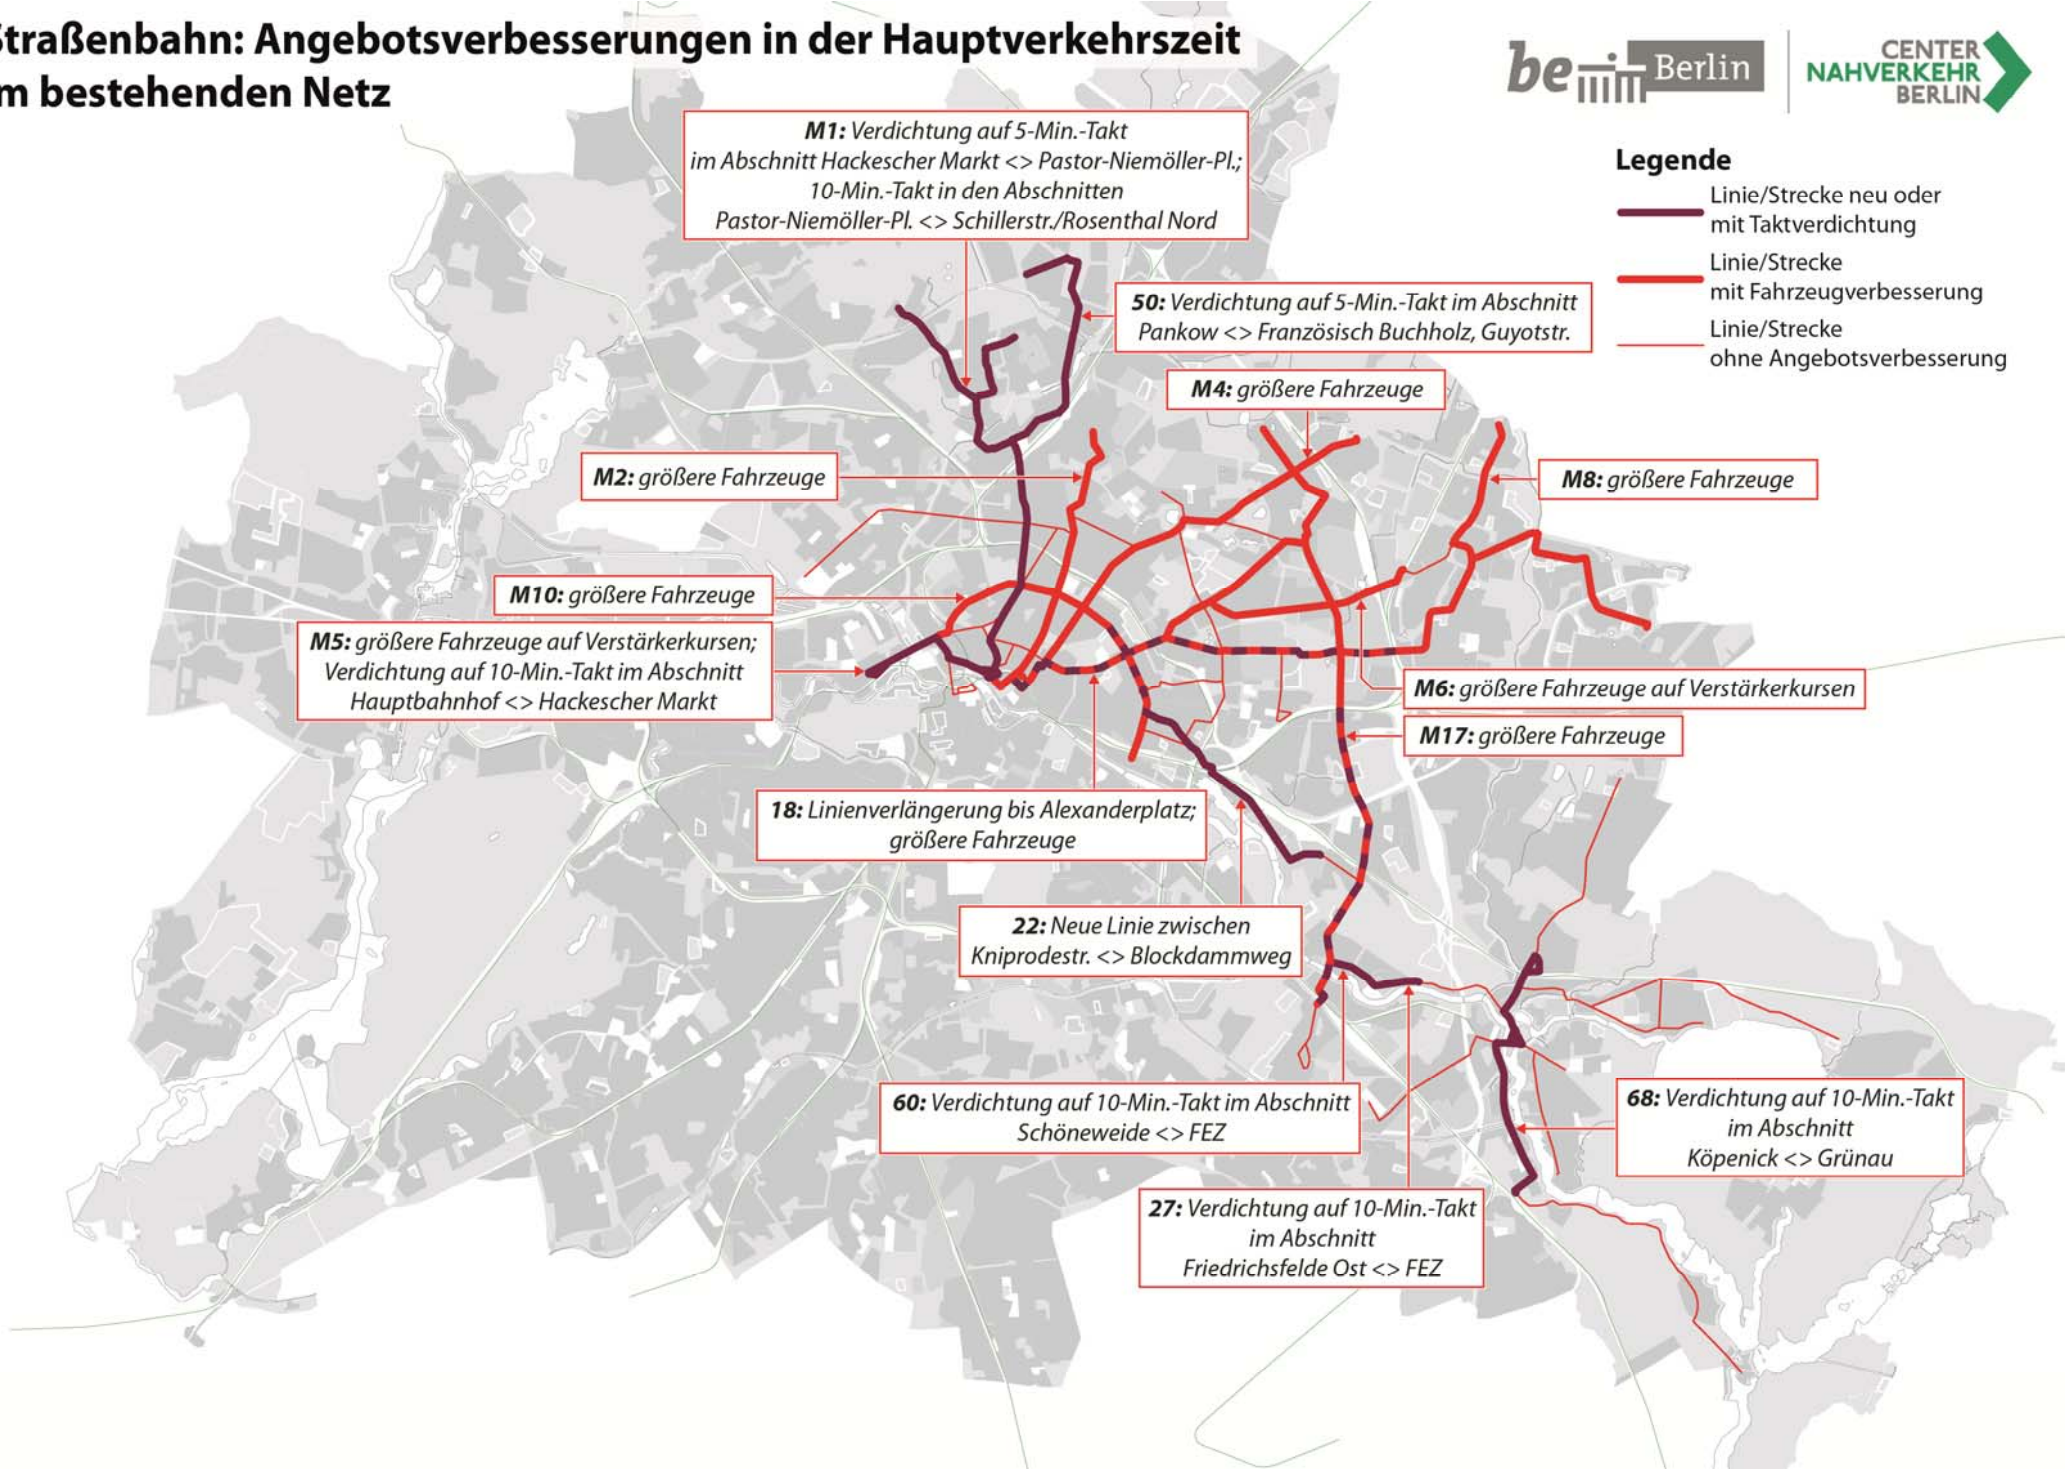 traßenbahn: Angebotsverbesserungen in der Hauptverkehrszeit
m bestehenden Netz
be Berlin
CENTER
NAHVERKEHR
BERLIN
Legende
Linie/Strecke neu oder
mit Taktverdichtung
Linie/Strecke
mit Fahrzeugverbesserung
Linie/Strecke
ohne Angebotsverbesserung
M1: Verdichtung auf 5-Min.-Takt
im Abschnitt Hackescher Markt <> Pastor-Niemöller-Pl.;
10-Min.-Takt in den Abschnitten
Pastor-Niemöller-Pl. <> Schillerstr./Rosenthal Nord
50: Verdichtung auf 5-Min.-Takt im Abschnitt
Pankow <> Französisch Buchholz, Guyotstr.
M4: größere Fahrzeuge
M2: größere Fahrzeuge
M8: größere Fahrzeuge
M10: größere Fahrzeuge
M5: größere Fahrzeuge auf Verstärkerkursen;
Verdichtung auf 10-Min.-Takt im Abschnitt
Hauptbahnhof <> Hackescher Markt
M6: größere Fahrzeuge auf Verstärkerkursen
M17: größere Fahrzeuge
18: Linienverlängerung bis Alexanderplatz;
größere Fahrzeuge
22: Neue Linie zwischen
Kniprodestr. <> Blockdammweg
60: Verdichtung auf 10-Min.-Takt im Abschnitt
Schöneweide <> FEZ
68: Verdichtung auf 10-Min.-Takt
im Abschnitt
Köpenick <> Grünau
27: Verdichtung auf 10-Min.-Takt
im Abschnitt
Friedrichsfelde Ost <> FEZ